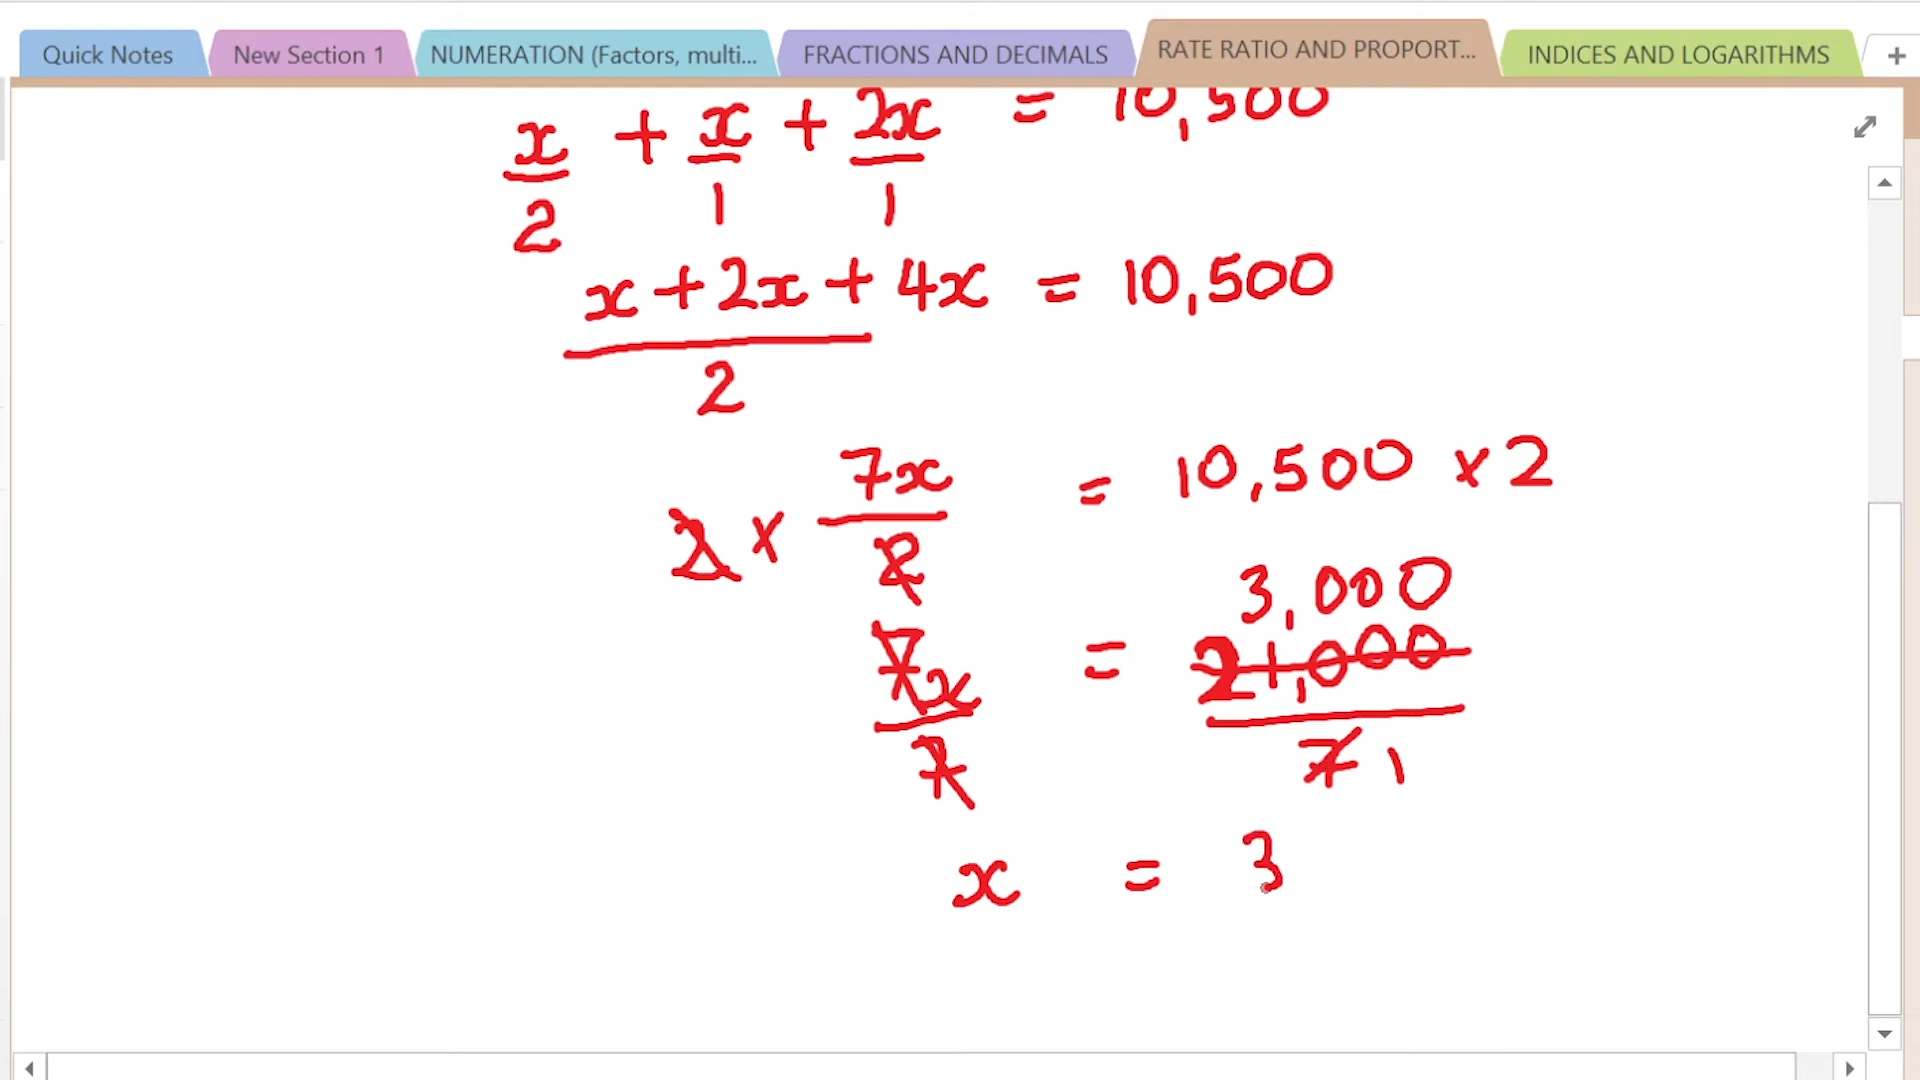 Quick Notes New Section 1 NUMERATION (Factors, multi... FRACTIONS AND DECIMALS RATE RATIO AND PROPORT... INDICES AND LOGARITHMS +
x/2 + x/1 + 2x/1 = 10,500
x + 2x + 4x = 10,500
2
2 × 7x/2 = 10,500 × 2
3,000
7x/7 = 21,000/7 1
x = 3